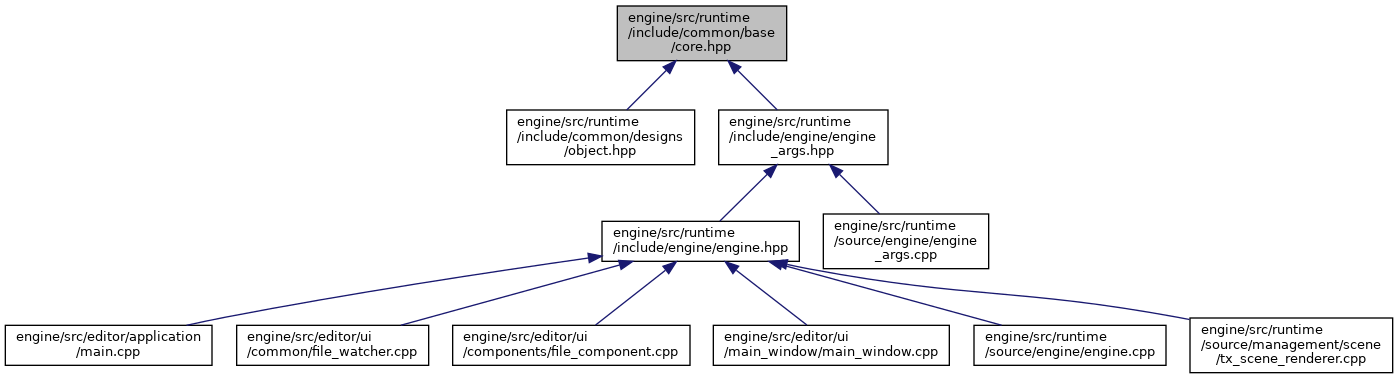 engine/src/runtime
/include/common/base
/core.hpp
engine/src/runtime
/include/common/designs
/object.hpp
engine/src/runtime
/include/engine/engine
_args.hpp
engine/src/runtime
/include/engine/engine.hpp
engine/src/runtime
/source/engine/engine
_args.cpp
engine/src/editor/application
/main.cpp
engine/src/editor/ui
/common/file_watcher.cpp
engine/src/editor/ui
/components/file_component.cpp
engine/src/editor/ui
/main_window/main_window.cpp
engine/src/runtime
/source/engine/engine.cpp
engine/src/runtime
/source/management/scene
/tx_scene_renderer.cpp